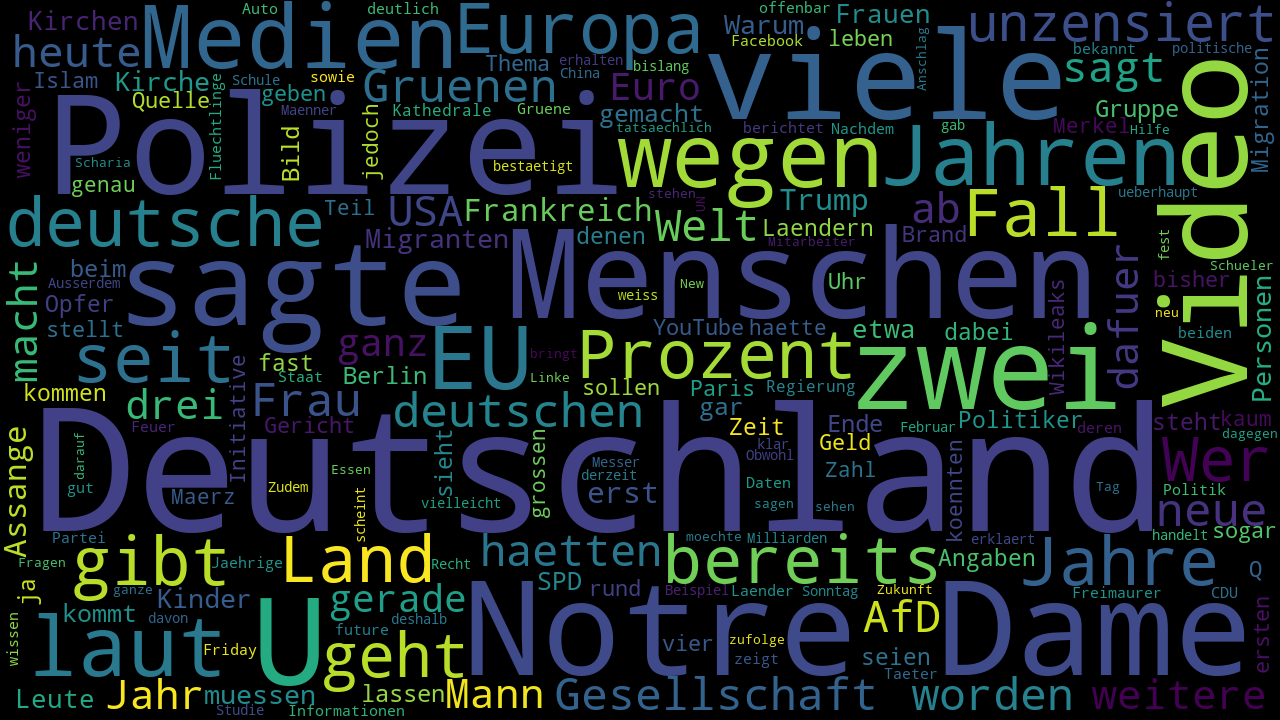 Kirchen Auto deutlich offenbar Frauen unzensiert
heute Medien Europa Warum Facebook leben viele bekannt politische
Islam Kirche Schule sowie Gruenen Thema erhalten bislang China Euro sagt Anschlag Video
weniger Quelle Fluechtlinge geben Maenner Kathedrale Gruene gemacht Gruppe Migration
Polizei Bild jedoch tatsaechlich berichtet Nachdem gab Merkel Hilfe
Scharia genau bestaetigt wegen Jahren
deutsche Teil USA Frankreich stehen UN Welt Trump Laendern ab Fall ueberhaupt
Migranten denen Mitarbeiter Brand fest
macht beim Ausserdem Opfer sagte Menschen weiss New Uhr dafuer bisher Schueler Personen
stellt seit fast ganz EU Prozent YouTube haette etwa dabei Wikileaks neu beiden
kommen Staat Berlin bringt Linke sollen Paris Regierung zwei
drei Frau deutschen gar Zeit Ende Februar Politiker deren steht kaum
Feuer Initiative Gericht klar Geld dagegen
Assange darauf gut Deutschland sieht Essen grossen Messer derzeit Obwohl Zahl Wer
Maerz Zudem scheint vielleicht erst Daten sagen sehen koennten Tag Politik neue
Partei Fragen gibt Jaehrige Land Recht haetten moechte Milliarden bereits erklaert handelt sogar
ja ganze Kinder gerade SPD rund Beispiel Laender Sonntag Zukunft Angaben Jahre Freimaurer CDU Q
kommt davon U future deshalb Notre AfD Dame ersten
wissen laut Friday geht vier zufolge zeigt seien Taeter
Leute Jahr muessen Studie Informationen lassen Mann Gesellschaft worden weitere